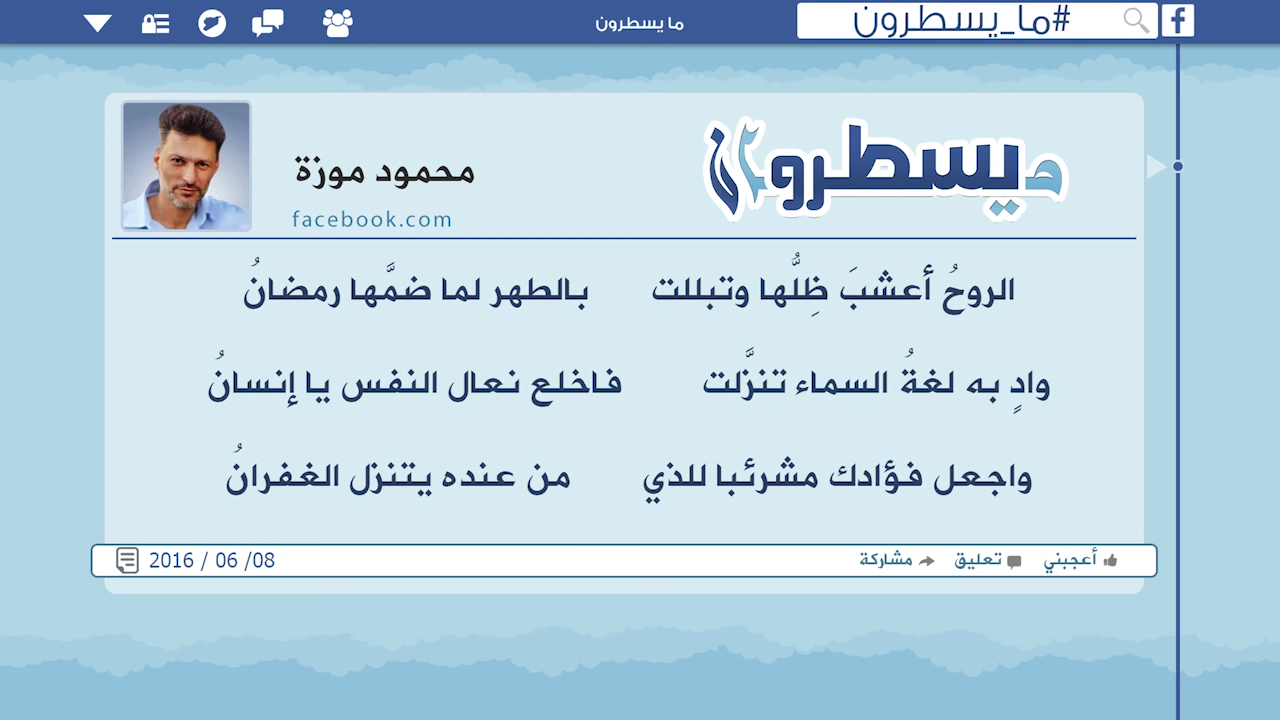 #ما_يسطرون
ما يسطرون
يسطرون
محمود موزة
facebook.com
الروحُ أعشبَ ظِلُّها وتبللت بالطهر لما ضمَّها رمضانُ
وادٍ به لغةُ السماء تنزَّلت فاخلع نعال النفس يا إنسانُ
واجعل فؤادك مشرئبا للذي من عنده يتنزل الغفرانُ
أعجبني تعليق مشاركة 2016 / 06 /08